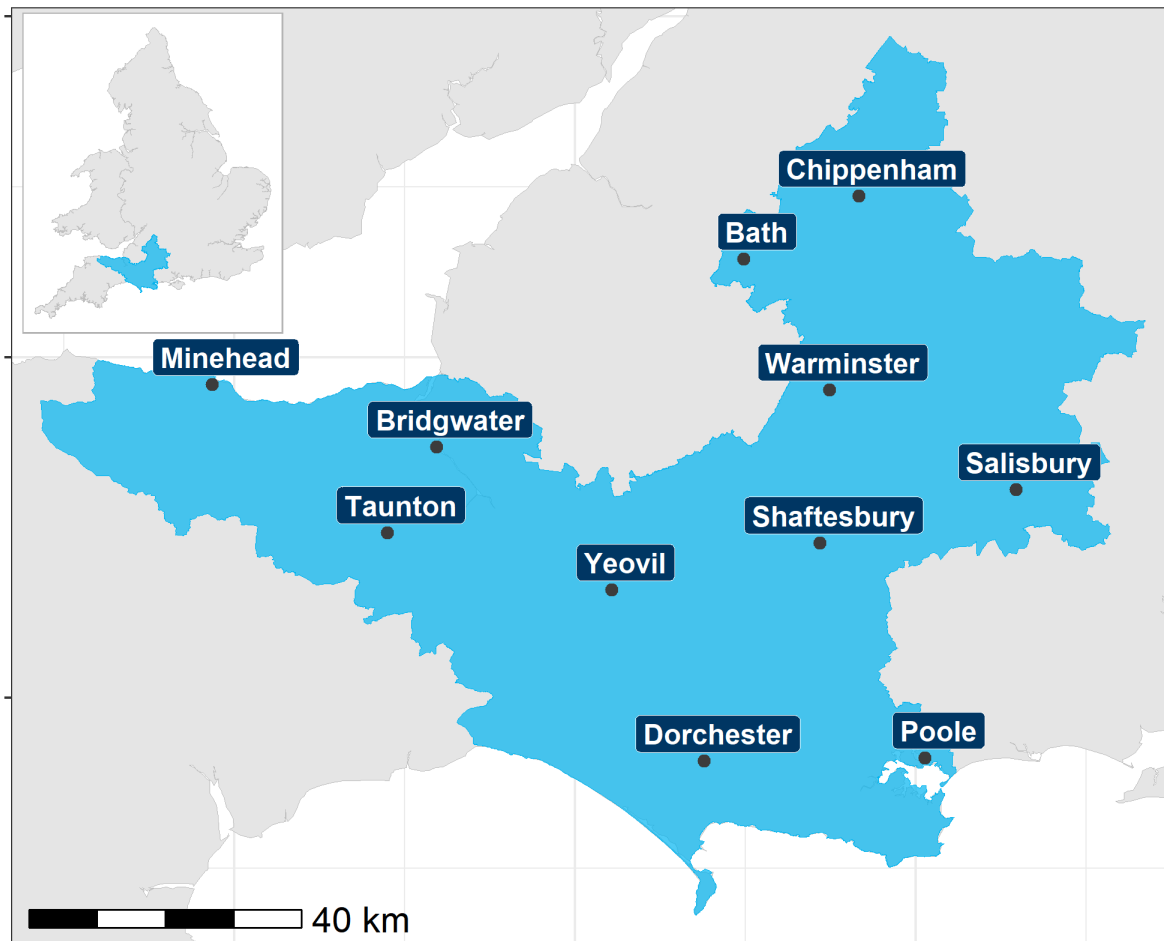 Chippenham
Bath
Minehead
Warminster
Bridgwater
Salisbury
Taunton
Shaftesbury
Yeovil
Dorchester
Poole
40 km